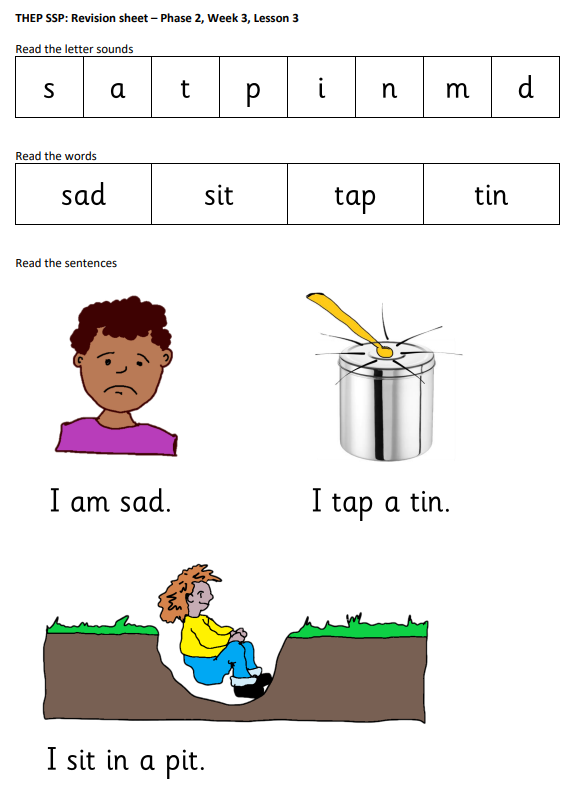 THEP SSP: Revision sheet – Phase 2, Week 3, Lesson 3
Read the letter sounds
s a t p i n m d
Read the words
sad sit tap tin
Read the sentences
I am sad. I tap a tin.
I sit in a pit.